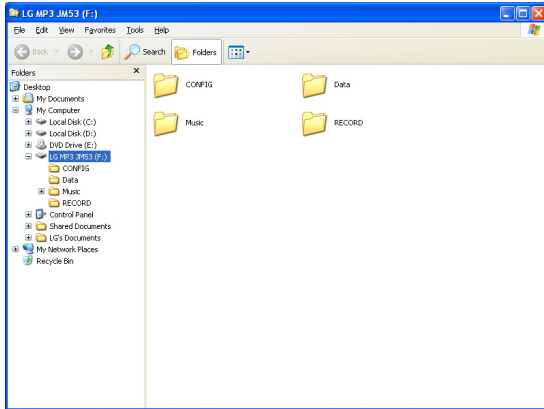 LG MP3 JM53 (F:)
File Edit View Favorites Tools Help
Back Search Folders
Folders
Desktop
My Documents
My Computer
Local Disk (C:)
Local Disk (D:)
DVD Drive (E:)
LG MP3 JM53 (F:)
CONFIG
Data
Music
RECORD
Control Panel
Shared Documents
LG's Documents
My Network Places
Recycle Bin
CONFIG Data
Music RECORD